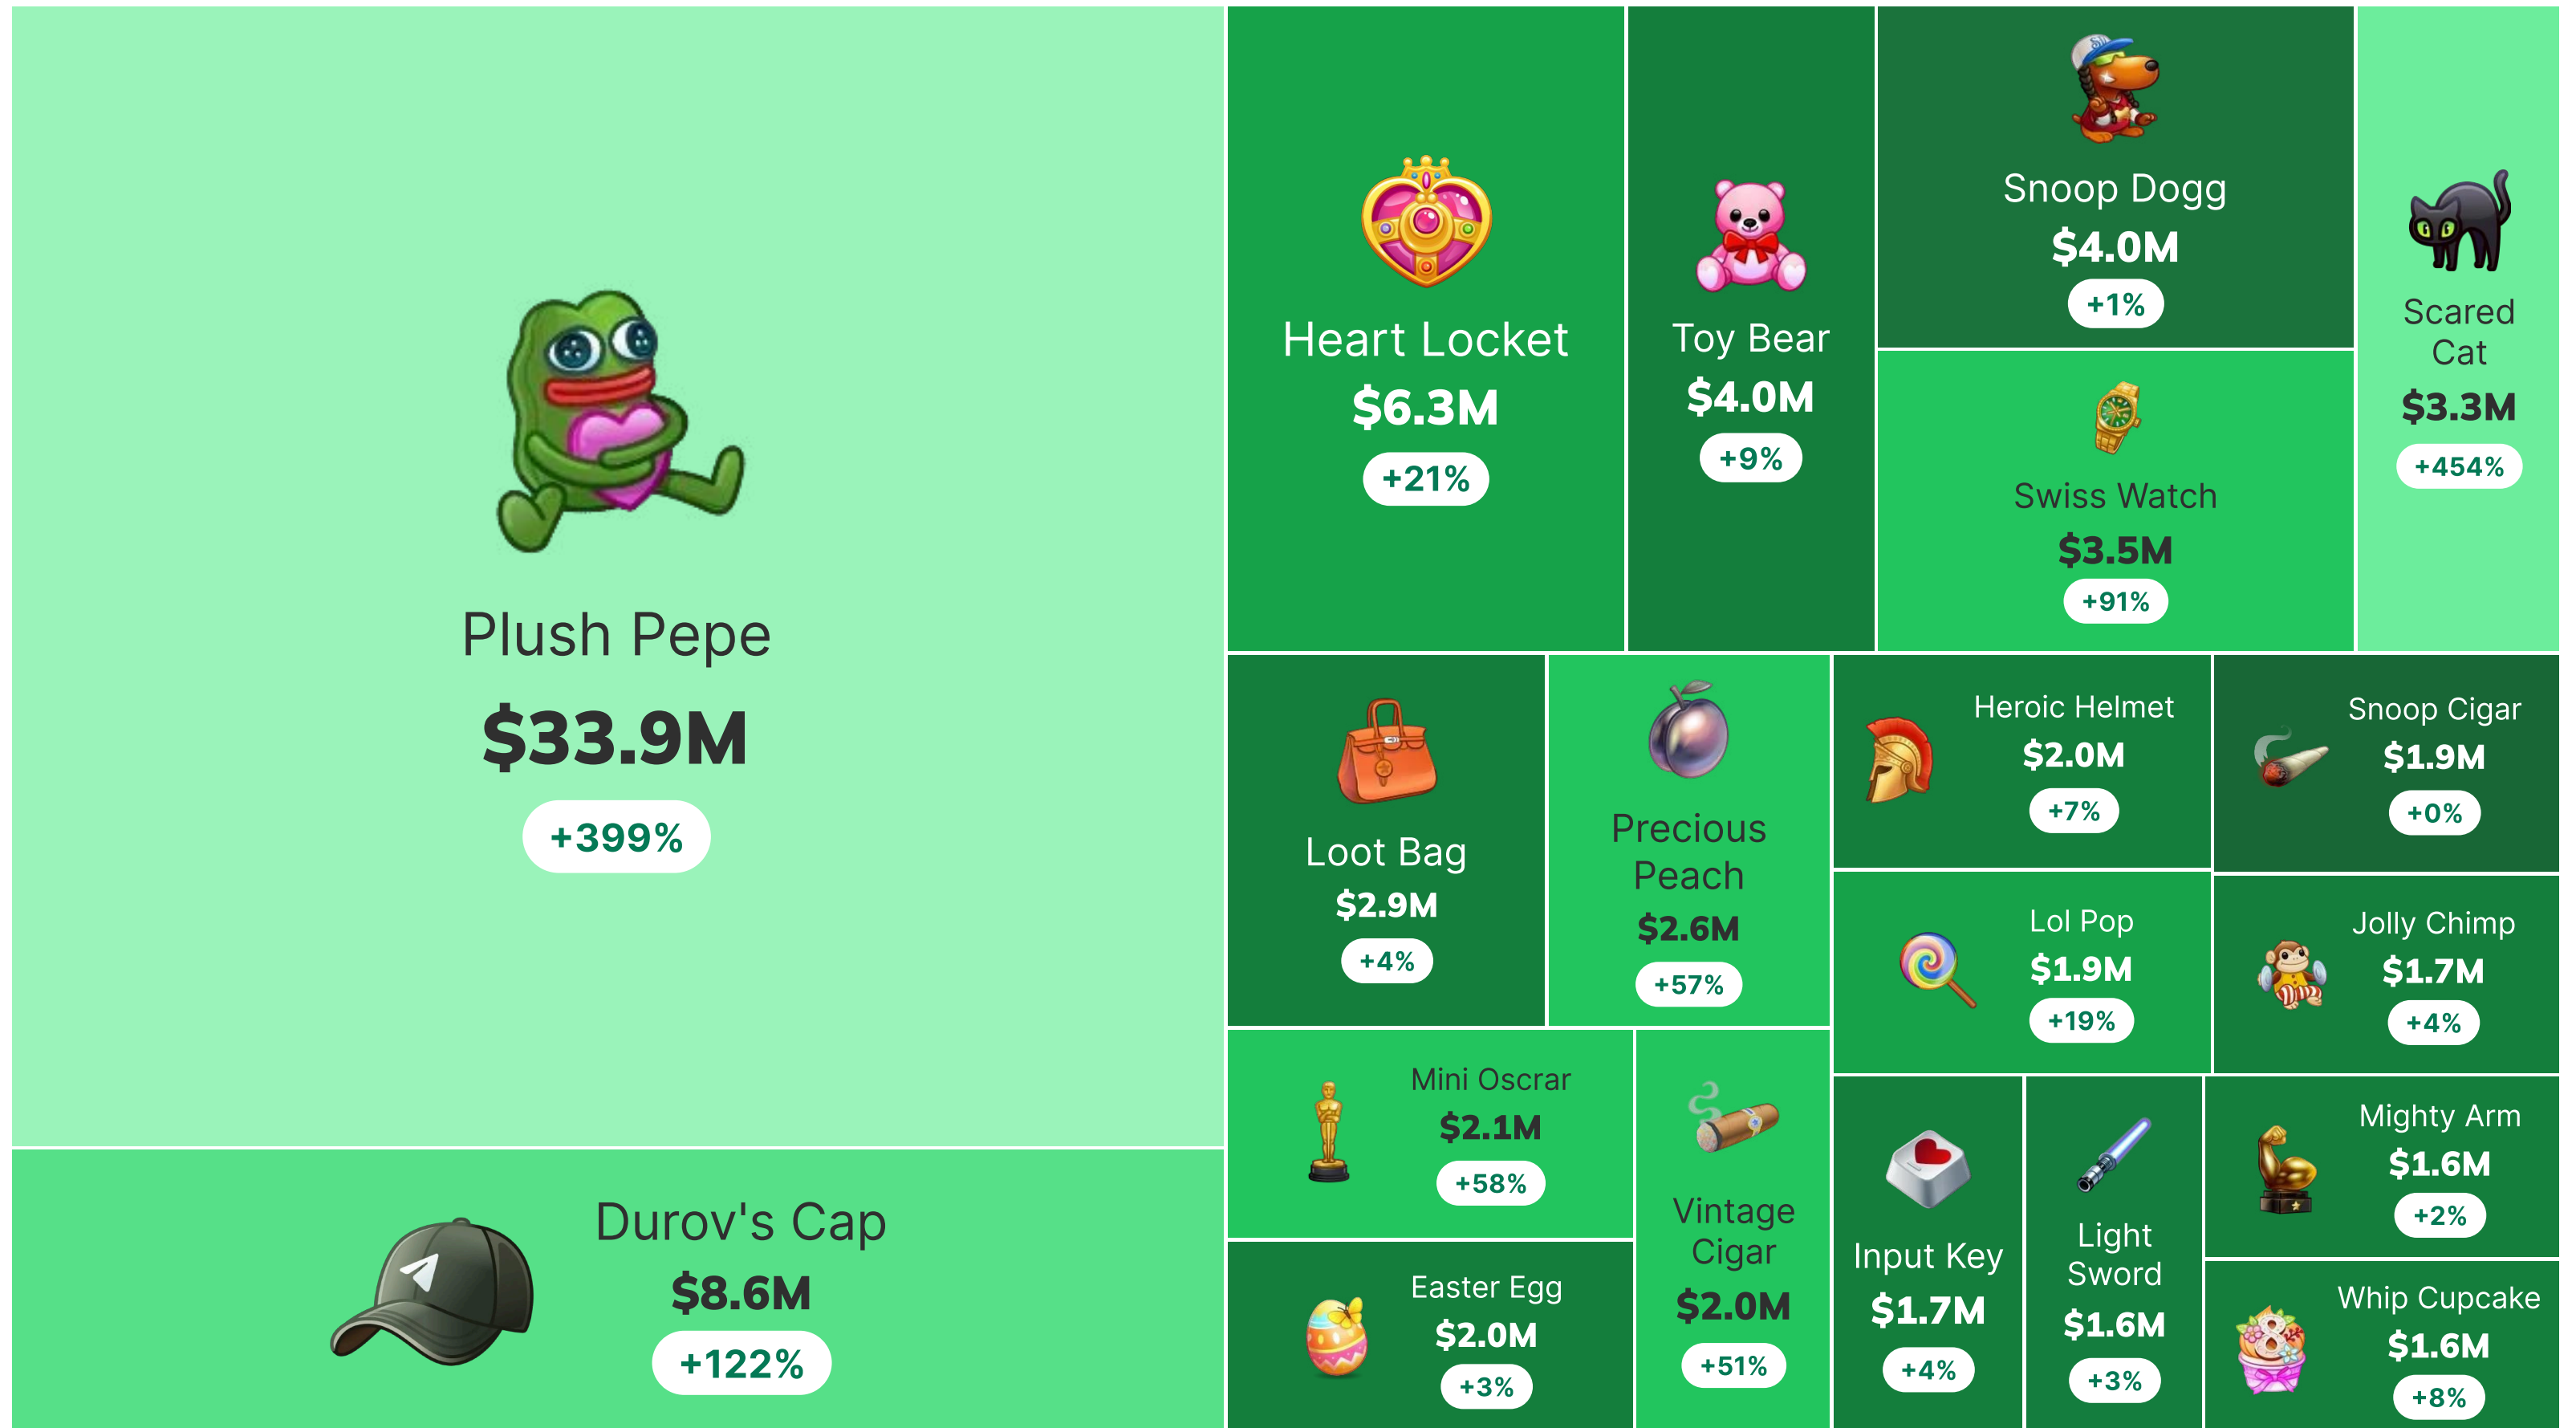 Plush Pepe
$33.9M
+399%
Durov's Cap
$8.6M
+122%
Heart Locket
$6.3M
+21%
Toy Bear
$4.0M
+9%
Snoop Dogg
$4.0M
+1%
Swiss Watch
$3.5M
+91%
Scared
Cat
$3.3M
+454%
Loot Bag
$2.9M
+4%
Precious
Peach
$2.6M
+57%
Heroic Helmet
$2.0M
+7%
Snoop Cigar
$1.9M
+0%
Lol Pop
$1.9M
+19%
Jolly Chimp
$1.7M
+4%
Mini Oscrar
$2.1M
+58%
Easter Egg
$2.0M
+3%
Vintage
Cigar
$2.0M
+51%
Input Key
$1.7M
+4%
Light
Sword
$1.6M
+3%
Mighty Arm
$1.6M
+2%
8
Whip Cupcake
$1.6M
+8%